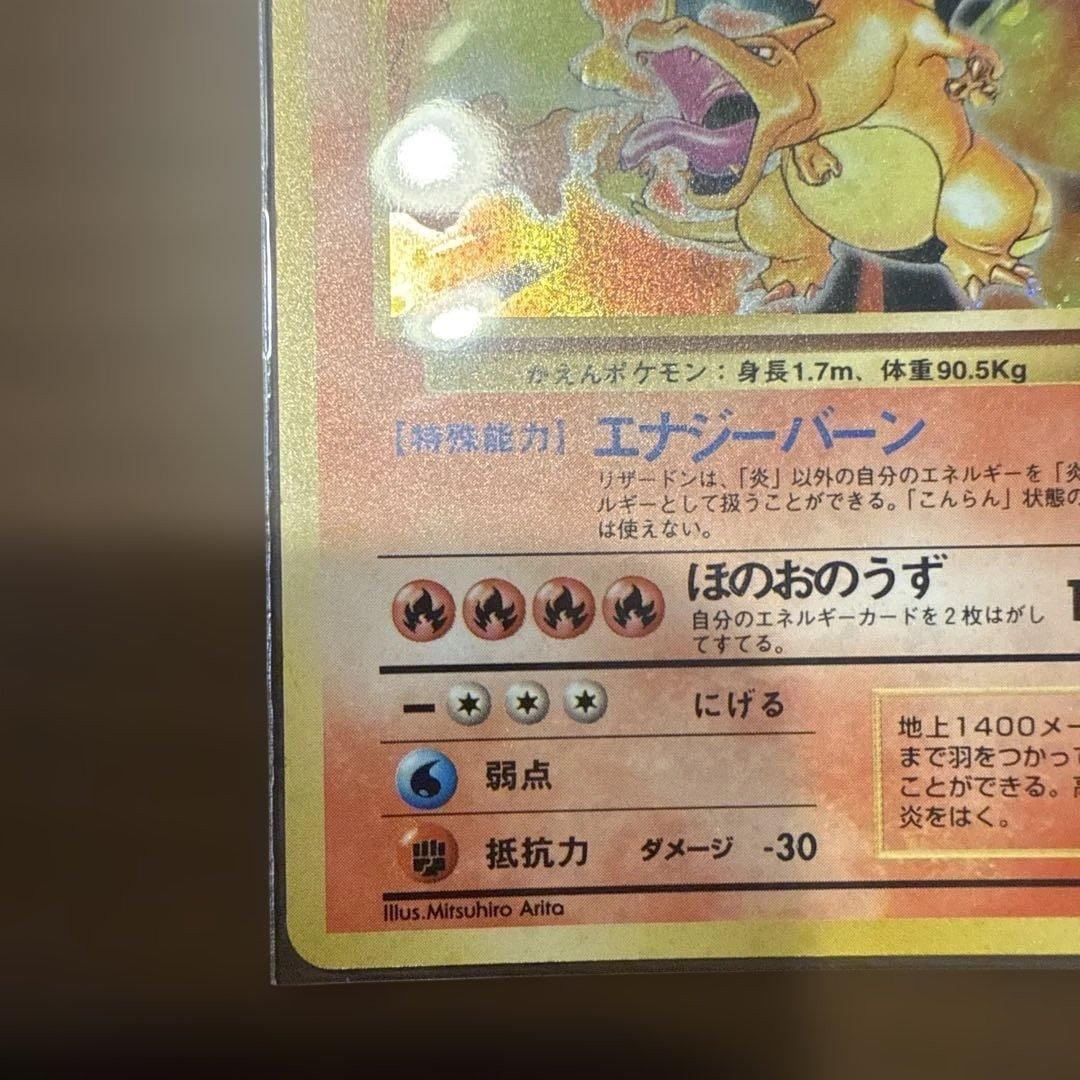 かえんポケモン：身長1.7m、体重90.5Kg
【特殊能力】 エナジーバーン
リザードンは、「炎」以外の自分のエネルギーを「炎
ルギーとして扱うことができる。「こんらん」状態の
は使えない。
ほのおのうず
自分のエネルギーカードを2枚はがし
てすてる。
ー にげる
弱点
抵抗力 ダメージ -30
地上1400メー
まで羽をつかって
ことができる。高
炎をはく。
Illus.Mitsuhiro Arita